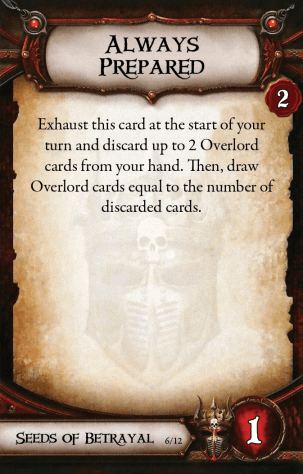 Always
Prepared
2
Exhaust this card at the start of your
turn and discard up to 2 Overlord
cards from your hand. Then, draw
Overlord cards equal to the number of
discarded cards.
Seeds of Betrayal 6/12
1